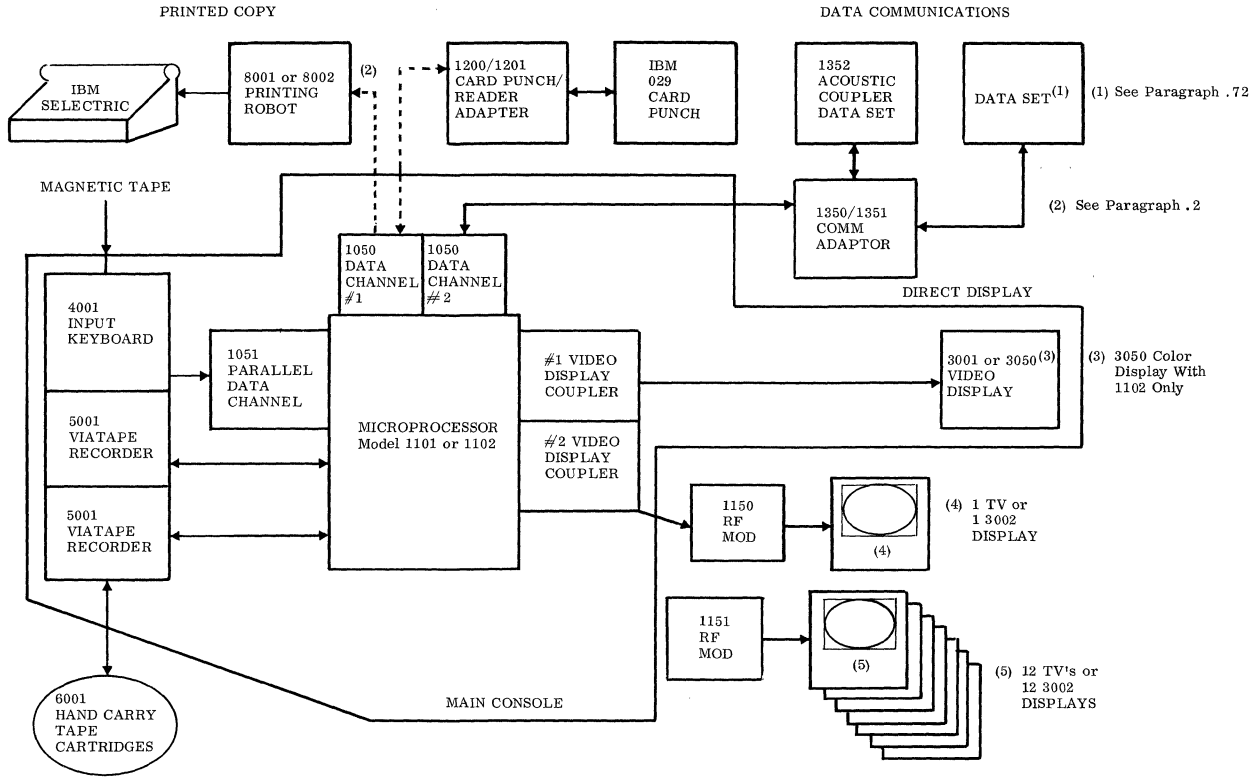 PRINTED COPY
DATA COMMUNICATIONS
IBM
SELECTRIC
8001 or 8002
PRINTING
ROBOT
(2)
1200/1201
CARD PUNCH/
READER
ADAPTER
IBM
029
CARD
PUNCH
1352
ACOUSTIC
COUPLER
DATA SET
DATA SET(1)
(1) See Paragraph .72
MAGNETIC TAPE
1350/1351
COMM
ADAPTOR
(2) See Paragraph .2
1050
DATA
CHANNEL
#1
1050
DATA
CHANNEL
#2
DIRECT DISPLAY
4001
INPUT
KEYBOARD
1051
PARALLEL
DATA
CHANNEL
#1 VIDEO
DISPLAY
COUPLER
3001 or 3050(3)
VIDEO
DISPLAY
(3) 3050 Color
Display With
1102 Only
5001
VIATAPE
RECORDER
MICROPROCESSOR
Model 1101 or 1102
#2 VIDEO
DISPLAY
COUPLER
5001
VIATAPE
RECORDER
1150
RF
MOD
(4)
(4) 1 TV or
1 3002
DISPLAY
1151
RF
MOD
(5)
(5) 12 TV's or
12 3002
DISPLAYS
MAIN CONSOLE
6001
HAND CARRY
TAPE
CARTRIDGES